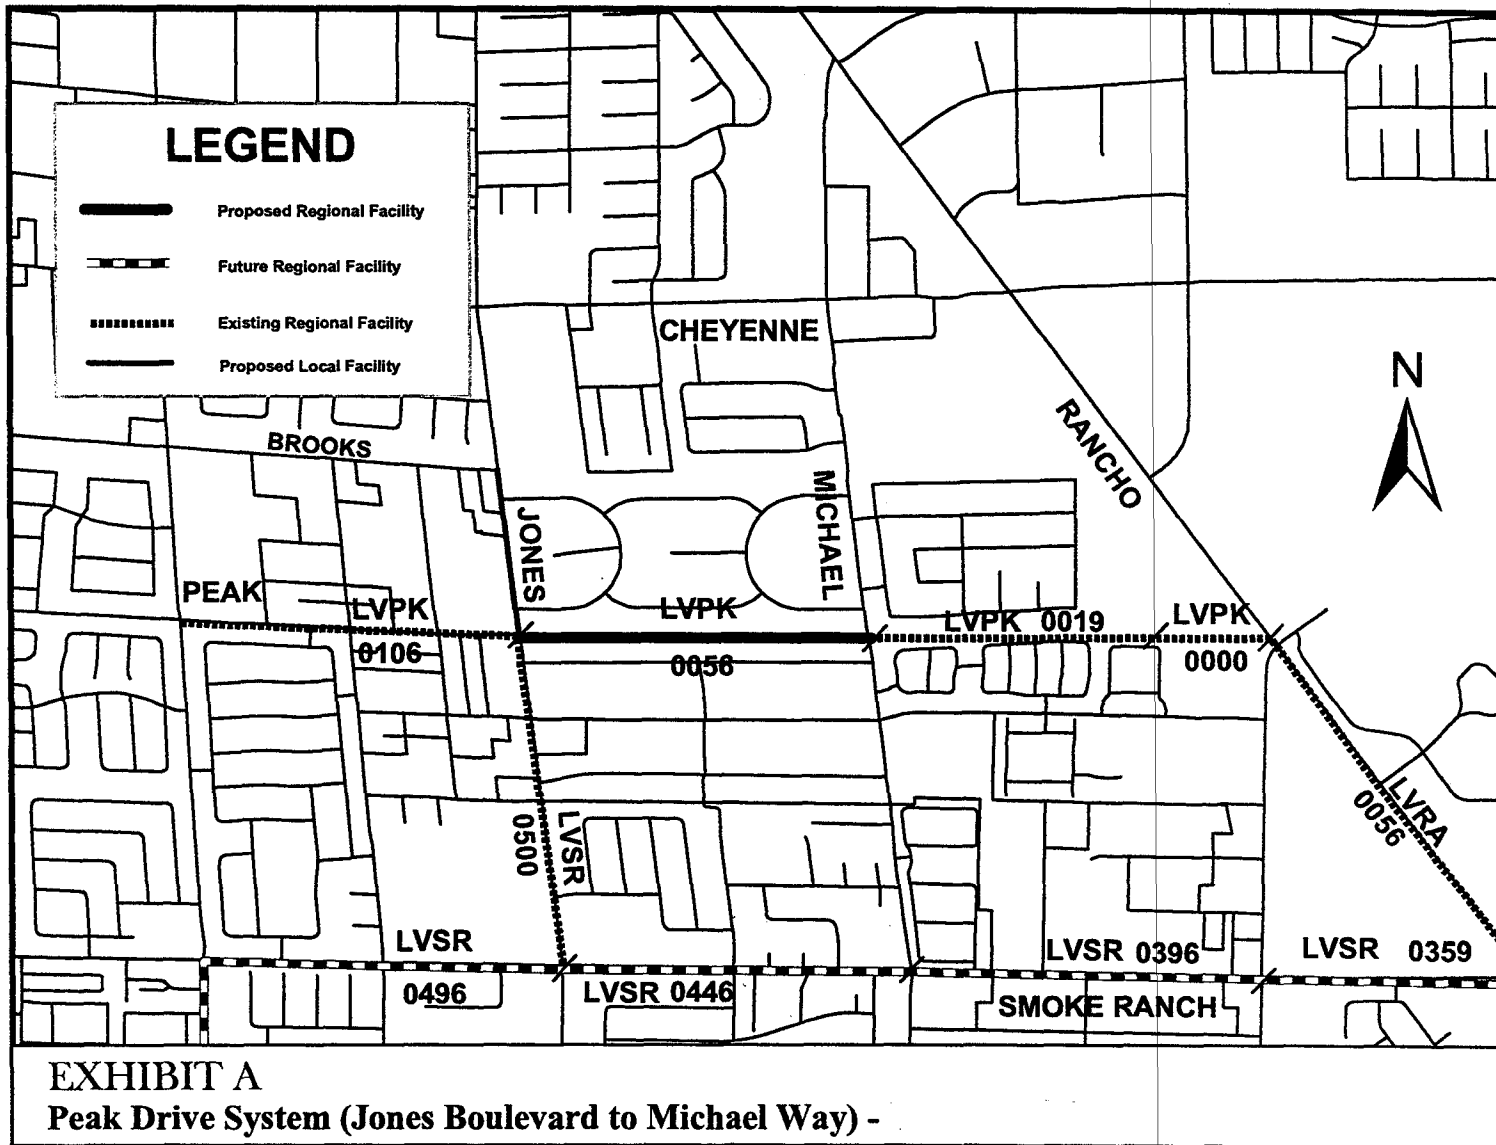 LEGEND
Proposed Regional Facility
Future Regional Facility
Existing Regional Facility
Proposed Local Facility
CHEYENNE
N
RANCHO
BROOKS
MICHAEL
JONES
PEAK
LVPK
0106
LVPK
0056
LVPK 0019
LVPK
0000
LVRA
0056
LVSR
0500
LVSR
0496
LVSR 0446
LVSR 0396
LVSR 0359
SMOKE RANCH
EXHIBIT A
Peak Drive System (Jones Boulevard to Michael Way) -